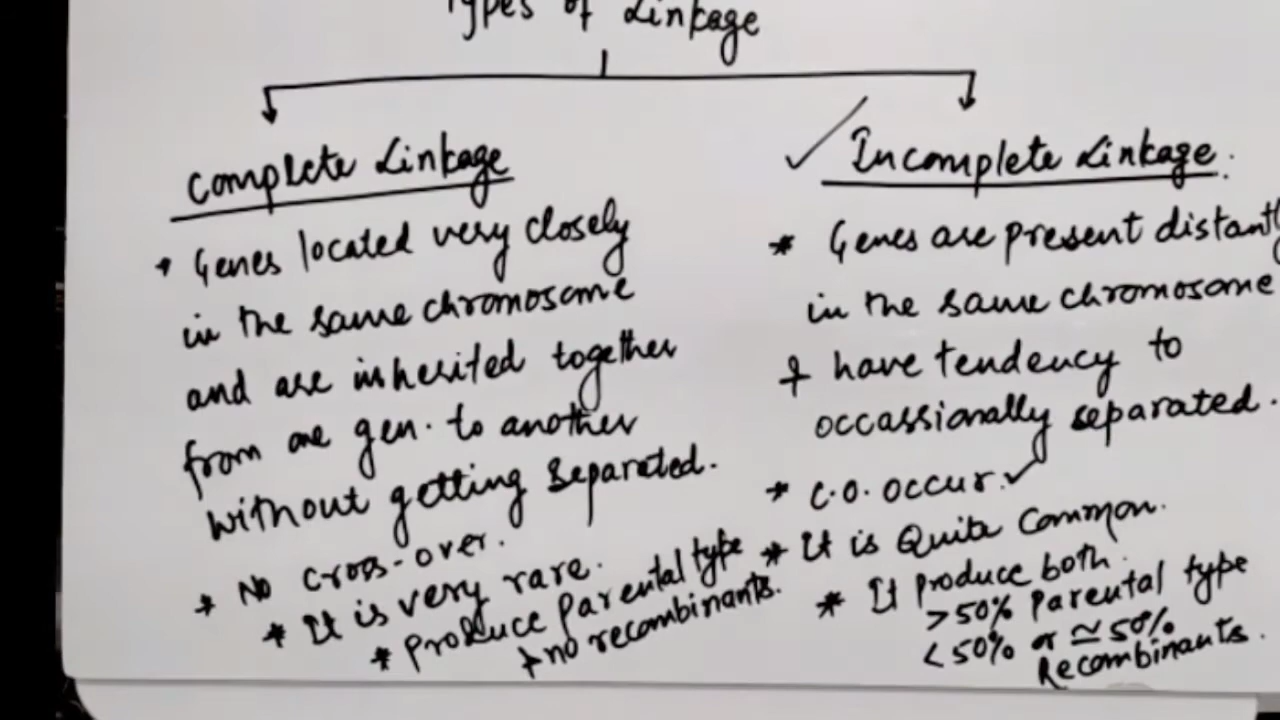 Types of Linkage
Complete Linkage
* Genes located very closely
in the same chromosome
and are inherited together
from one gen. to another
without getting separated.
* No cross-over.
* It is very rare.
* Produce Parental type
+ no recombinants.
Incomplete Linkage.
* Genes are present distantly
in the same chromosome
& have tendency to
occassionally separated.
* C.O. occur.
* It is Quite Common.
* It produce both.
>50% Parental type
<50% or ≃50%
Recombinants.